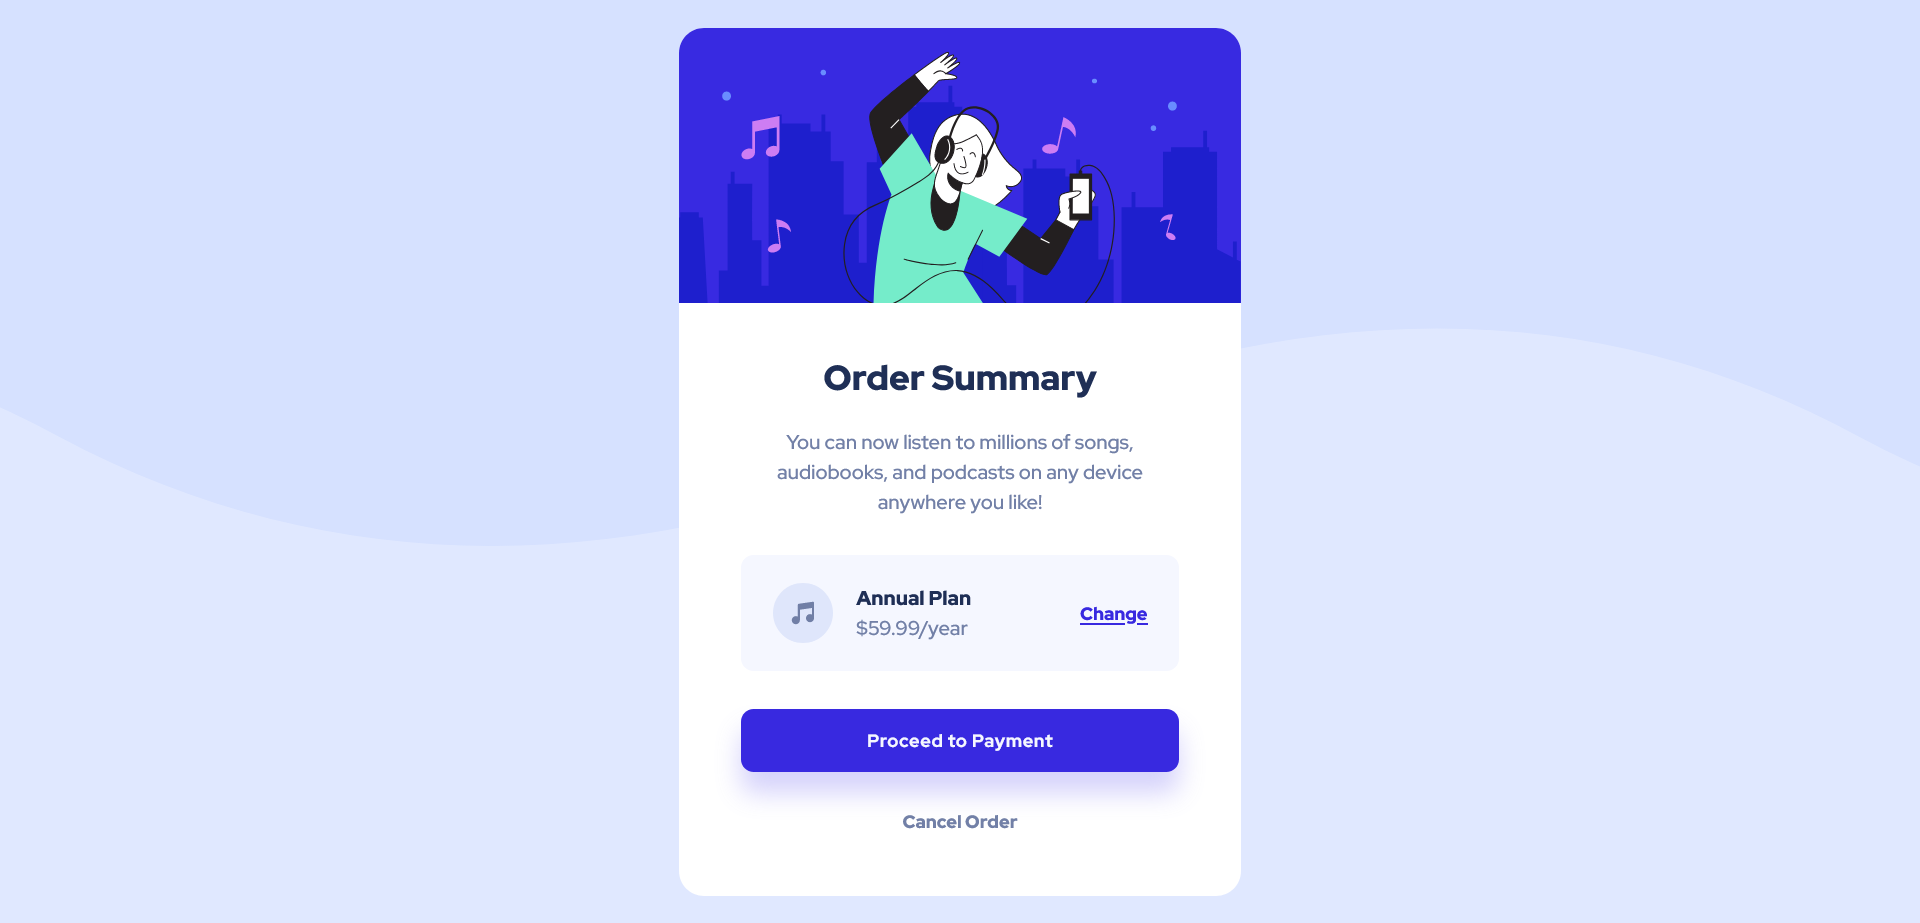 Order Summary
You can now listen to millions of songs,
audiobooks, and podcasts on any device
anywhere you like!
Annual Plan
$59.99/year
Change
Proceed to Payment
Cancel Order